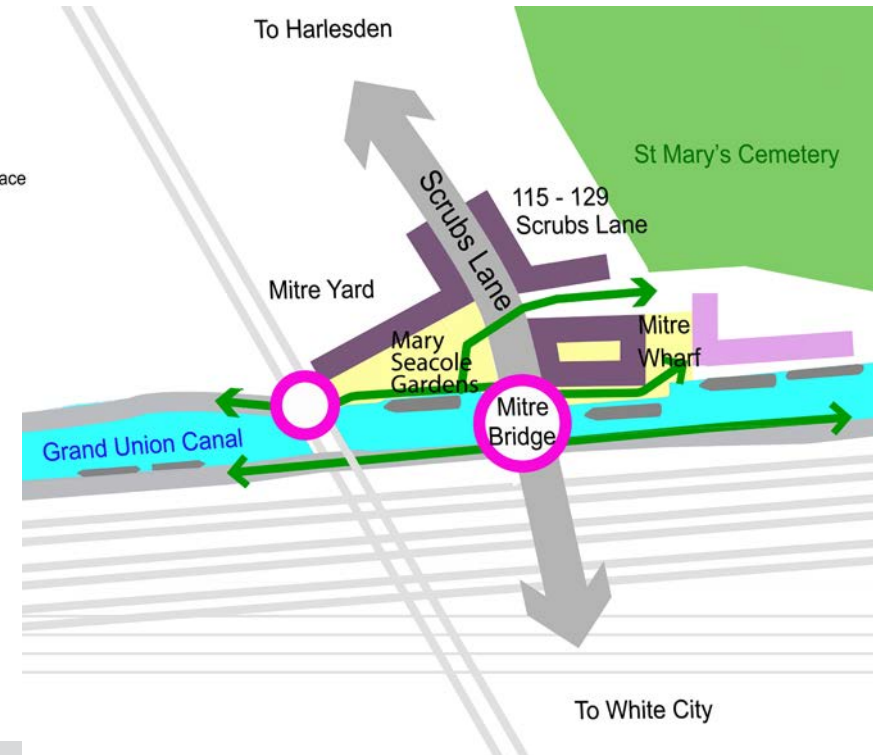 To Harlesden
St Mary's Cemetery
ace
115 - 129
Scrubs Lane
Scrubs Lane
Mitre Yard
Mary
Seacole
Gardens
Mitre
Wharf
Mitre
Bridge
Grand Union Canal
To White City